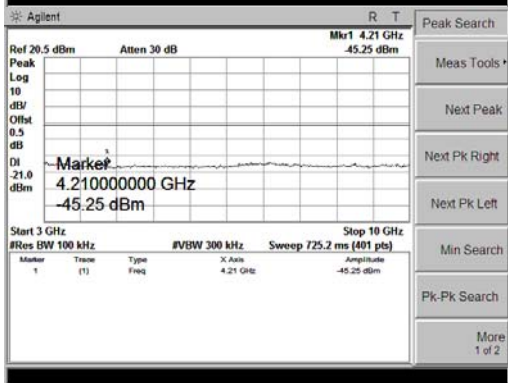 Agilent R T
Peak Search
Mkr1 4.21 GHz
Ref 20.5 dBm Atten 30 dB -45.25 dBm
Peak
Log
10
dB/
Offst
0.5
dB
DI
-21.0
dBm
1
Marker
4.210000000 GHz
-45.25 dBm
Start 3 GHz Stop 10 GHz
#Res BW 100 kHz #VBW 300 kHz Sweep 725.2 ms (401 pts)
Marker Trace Type X Axis Amplitude
1 (1) Freq 4.21 GHz -45.25 dBm
Meas Tools
Next Peak
Next Pk Right
Next Pk Left
Min Search
Pk-Pk Search
More
1 of 2